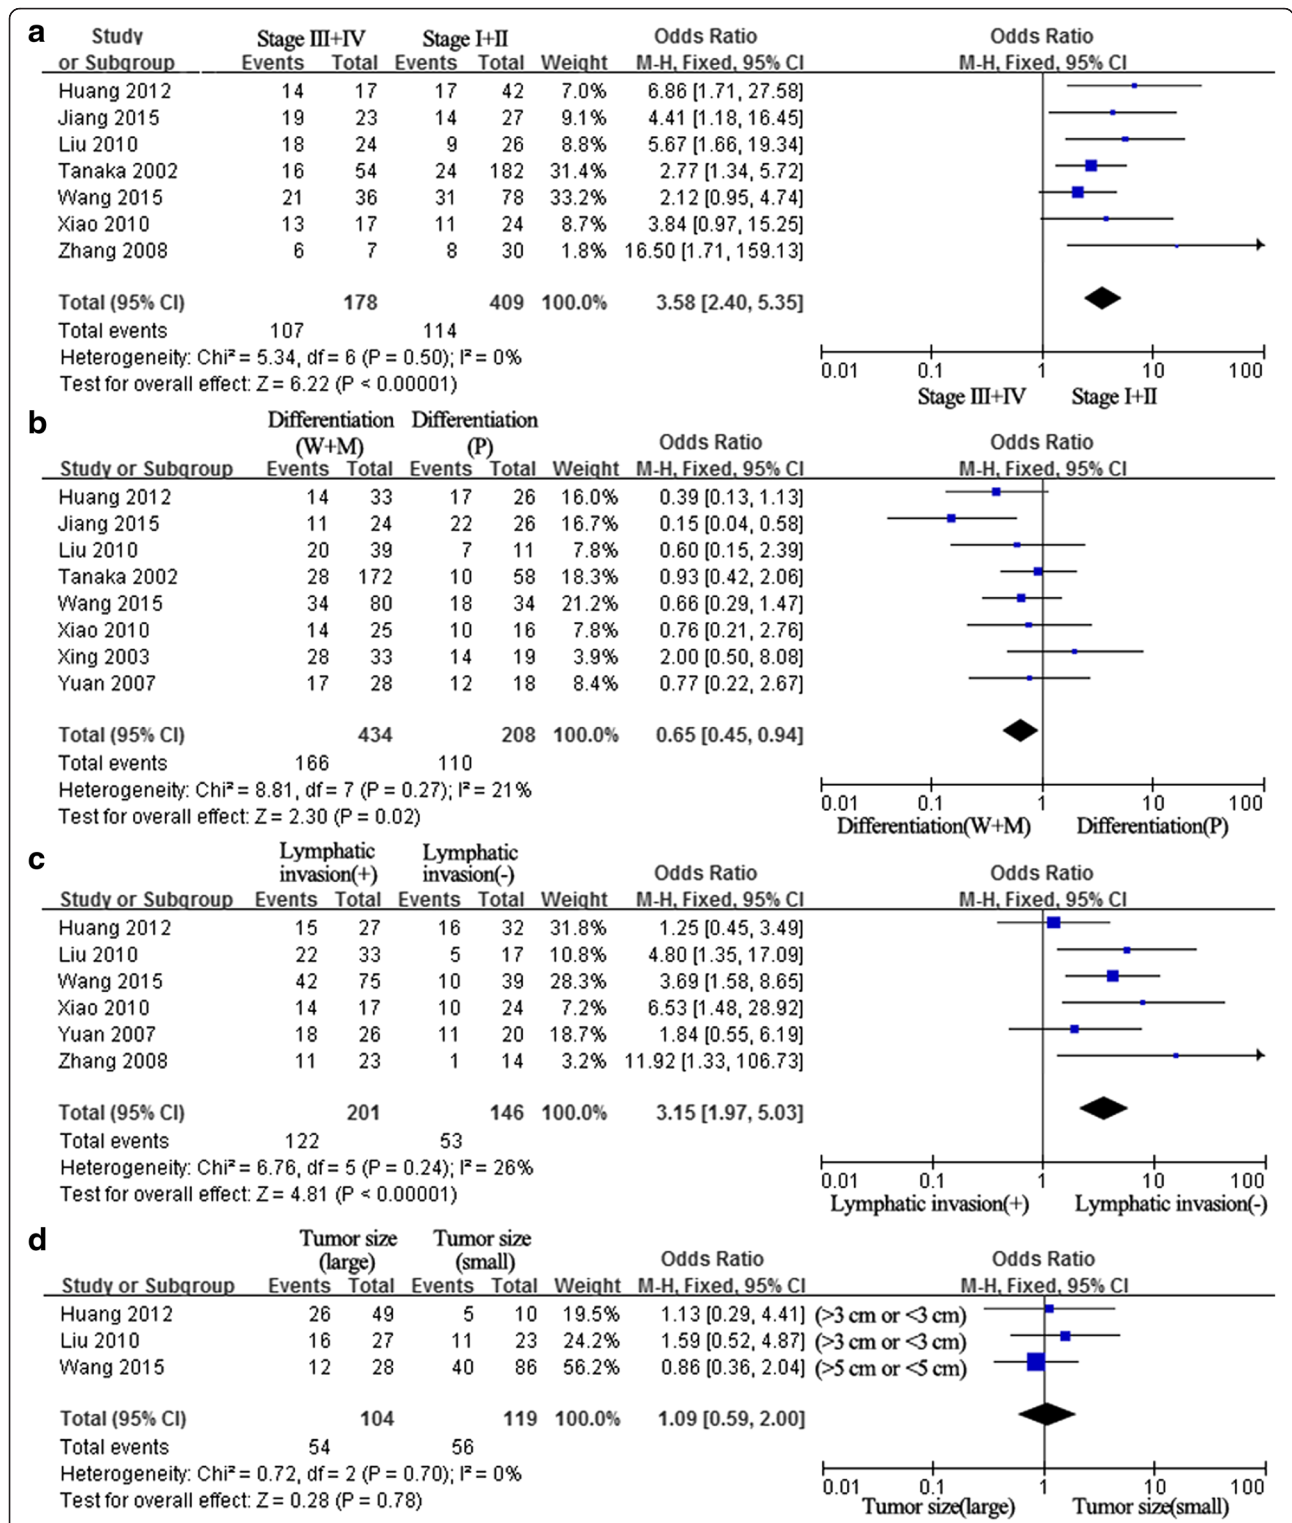 a
Study Stage III+IV Stage I+II Odds Ratio Odds Ratio
or Subgroup Events Total Events Total Weight M-H, Fixed, 95% CI M-H, Fixed, 95% CI
Huang 2012 14 17 17 42 7.0% 6.86 [1.71, 27.58]
Jiang 2015 19 23 14 27 9.1% 4.41 [1.18, 16.45]
Liu 2010 18 24 9 26 8.8% 5.67 [1.66, 19.34]
Tanaka 2002 16 54 24 182 31.4% 2.77 [1.34, 5.72]
Wang 2015 21 36 31 78 33.2% 2.12 [0.95, 4.74]
Xiao 2010 13 17 11 24 8.7% 3.84 [0.97, 15.25]
Zhang 2008 6 7 8 30 1.8% 16.50 [1.71, 159.13]
Total (95% CI) 178 409 100.0% 3.58 [2.40, 5.35]
Total events 107 114
Heterogeneity: Chi² = 5.34, df = 6 (P = 0.50); I² = 0%
Test for overall effect: Z = 6.22 (P < 0.00001)
0.01 0.1 1 10 100
Stage III+IV Stage I+II
b
Differentiation Differentiation
(W+M) (P) Odds Ratio Odds Ratio
Study or Subgroup Events Total Events Total Weight M-H, Fixed, 95% CI M-H, Fixed, 95% CI
Huang 2012 14 33 17 26 16.0% 0.39 [0.13, 1.13]
Jiang 2015 11 24 22 26 16.7% 0.15 [0.04, 0.58]
Liu 2010 20 39 7 11 7.8% 0.60 [0.15, 2.39]
Tanaka 2002 28 172 10 58 18.3% 0.93 [0.42, 2.06]
Wang 2015 34 80 18 34 21.2% 0.66 [0.29, 1.47]
Xiao 2010 14 25 10 16 7.8% 0.76 [0.21, 2.76]
Xing 2003 28 33 14 19 3.9% 2.00 [0.50, 8.08]
Yuan 2007 17 28 12 18 8.4% 0.77 [0.22, 2.67]
Total (95% CI) 434 208 100.0% 0.65 [0.45, 0.94]
Total events 166 110
Heterogeneity: Chi² = 8.81, df = 7 (P = 0.27); I² = 21%
Test for overall effect: Z = 2.30 (P = 0.02)
0.01 0.1 1 10 100
Differentiation(W+M) Differentiation(P)
c
Lymphatic Lymphatic
invasion(+) invasion(-) Odds Ratio Odds Ratio
Study or Subgroup Events Total Events Total Weight M-H, Fixed, 95% CI M-H, Fixed, 95% CI
Huang 2012 15 27 16 32 31.8% 1.25 [0.45, 3.49]
Liu 2010 22 33 5 17 10.8% 4.80 [1.35, 17.09]
Wang 2015 42 75 10 39 28.3% 3.69 [1.58, 8.65]
Xiao 2010 14 17 10 24 7.2% 6.53 [1.48, 28.92]
Yuan 2007 18 26 11 20 18.7% 1.84 [0.55, 6.19]
Zhang 2008 11 23 1 14 3.2% 11.92 [1.33, 106.73]
Total (95% CI) 201 146 100.0% 3.15 [1.97, 5.03]
Total events 122 53
Heterogeneity: Chi² = 6.76, df = 5 (P = 0.24); I² = 26%
Test for overall effect: Z = 4.81 (P < 0.00001)
0.01 0.1 1 10 100
Lymphatic invasion(+) Lymphatic invasion(-)
d
Tumor size Tumor size
(large) (small) Odds Ratio Odds Ratio
Study or Subgroup Events Total Events Total Weight M-H, Fixed, 95% CI M-H, Fixed, 95% CI
Huang 2012 26 49 5 10 19.5% 1.13 [0.29, 4.41] (>3 cm or <3 cm)
Liu 2010 16 27 11 23 24.2% 1.59 [0.52, 4.87] (>3 cm or <3 cm)
Wang 2015 12 28 40 86 56.2% 0.86 [0.36, 2.04] (>5 cm or <5 cm)
Total (95% CI) 104 119 100.0% 1.09 [0.59, 2.00]
Total events 54 56
Heterogeneity: Chi² = 0.72, df = 2 (P = 0.70); I² = 0%
Test for overall effect: Z = 0.28 (P = 0.78)
0.01 0.1 1 10 100
Tumor size(large) Tumor size(small)